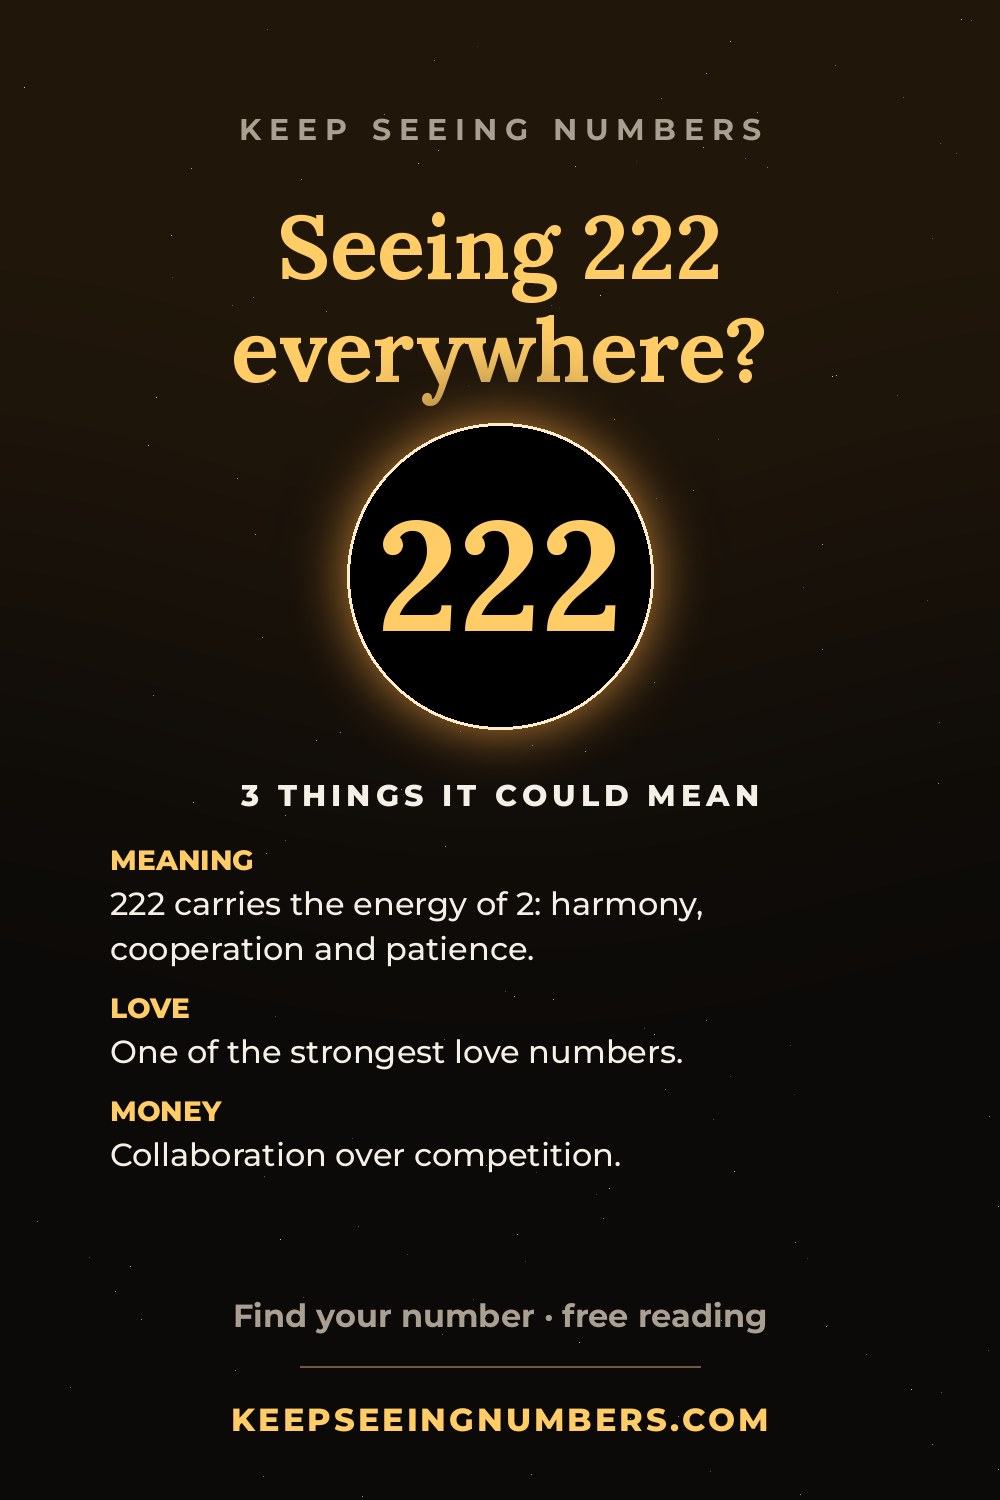 KEEP SEEING NUMBERS
Seeing 222
everywhere?
222
3 THINGS IT COULD MEAN
MEANING
222 carries the energy of 2: harmony,
cooperation and patience.
LOVE
One of the strongest love numbers.
MONEY
Collaboration over competition.
Find your number · free reading
KEEPSEEINGNUMBERS.COM